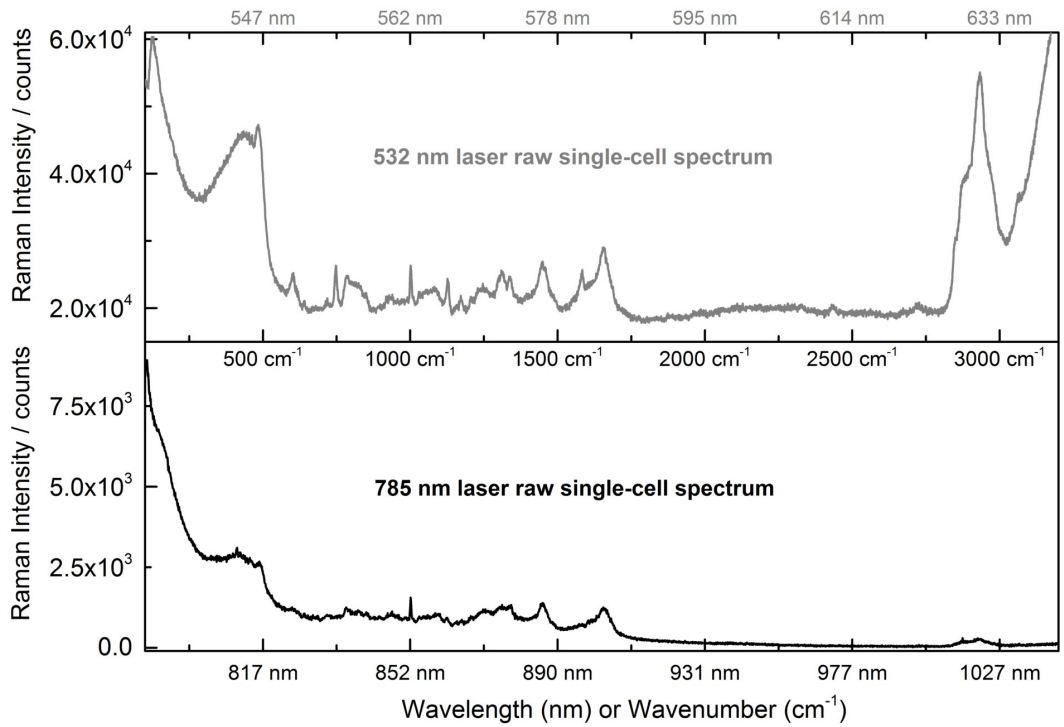 547 nm 562 nm 578 nm 595 nm 614 nm 633 nm
6.0x10⁴
4.0x10⁴
2.0x10⁴
Raman Intensity / counts
532 nm laser raw single-cell spectrum
500 cm⁻¹ 1000 cm⁻¹ 1500 cm⁻¹ 2000 cm⁻¹ 2500 cm⁻¹ 3000 cm⁻¹
7.5x10³
5.0x10³
2.5x10³
0.0
Raman Intensity / counts
785 nm laser raw single-cell spectrum
817 nm 852 nm 890 nm 931 nm 977 nm 1027 nm
Wavelength (nm) or Wavenumber (cm⁻¹)